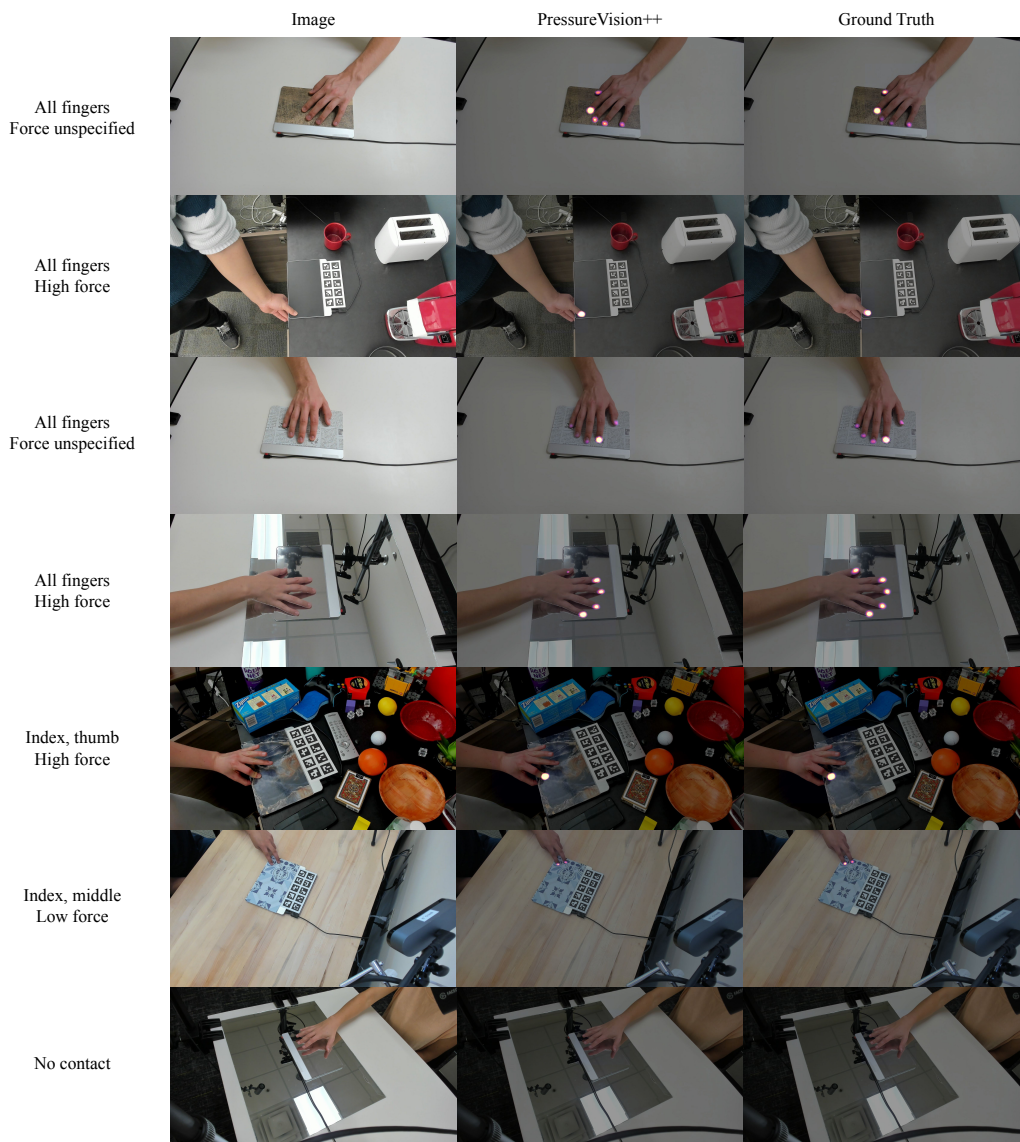 Image
PressureVision++
Ground Truth
All fingers
Force unspecified
All fingers
High force
All fingers
Force unspecified
All fingers
High force
Index, thumb
High force
Index, middle
Low force
No contact